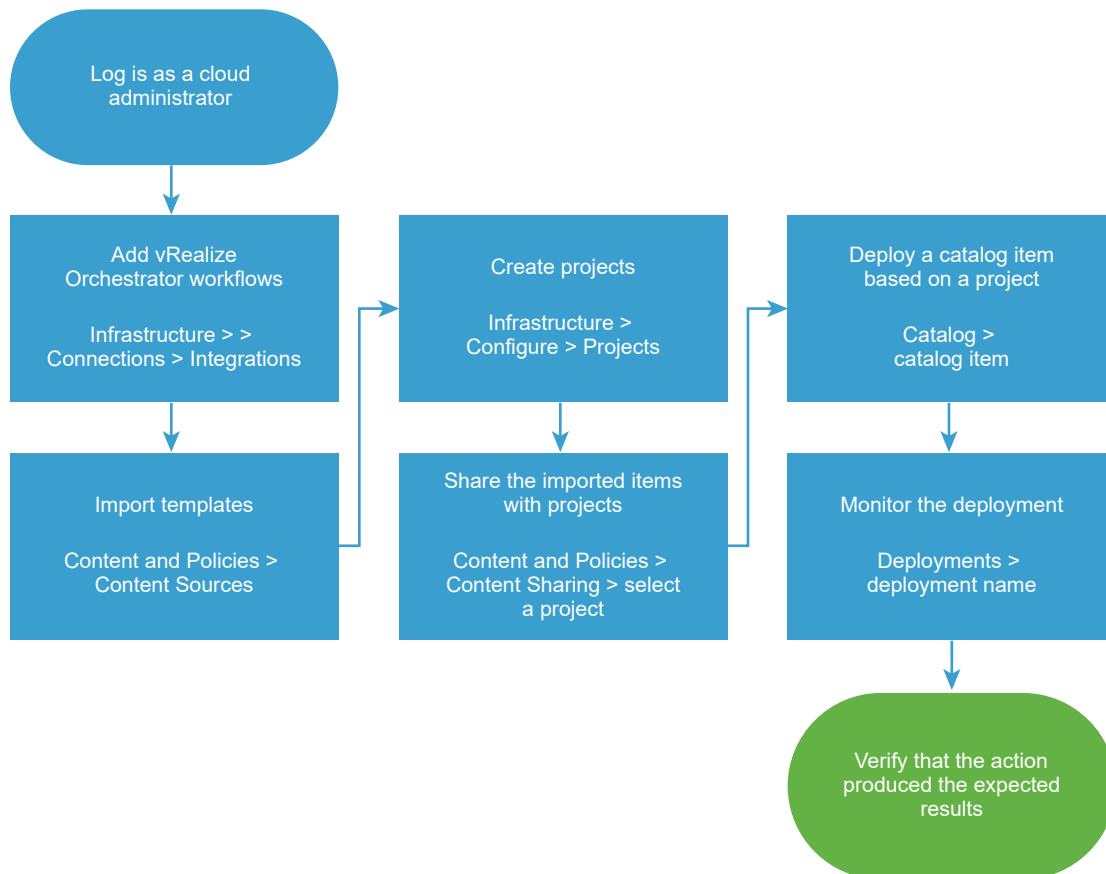 Log is as a cloud
administrator
Add vRealize
Orchestrator workflows
Infrastructure > >
Connections > Integrations
Import templates
Content and Policies >
Content Sources
Create projects
Infrastructure >
Configure > Projects
Share the imported items
with projects
Content and Policies >
Content Sharing > select
a project
Deploy a catalog item
based on a project
Catalog >
catalog item
Monitor the deployment
Deployments >
deployment name
Verify that the action
produced the expected
results